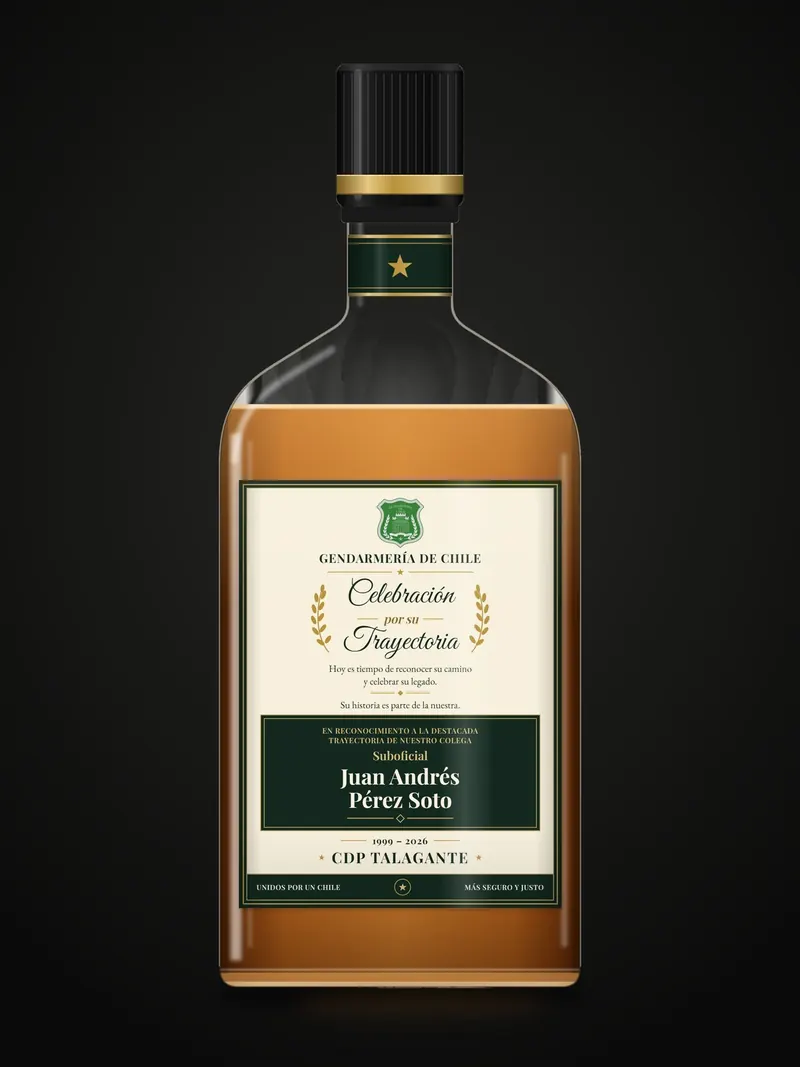 GENDARMERÍA DE CHILE
Celebración
por su
Trayectoria
Hoy es tiempo de reconocer su camino
y celebrar su legado.
Su historia es parte de la nuestra.
EN RECONOCIMIENTO A LA DESTACADA
TRAYECTORIA DE NUESTRO COLEGA
Suboficial
Juan Andrés
Pérez Soto
1999 – 2026
CDP TALAGANTE
UNIDOS POR UN CHILE MÁS SEGURO Y JUSTO